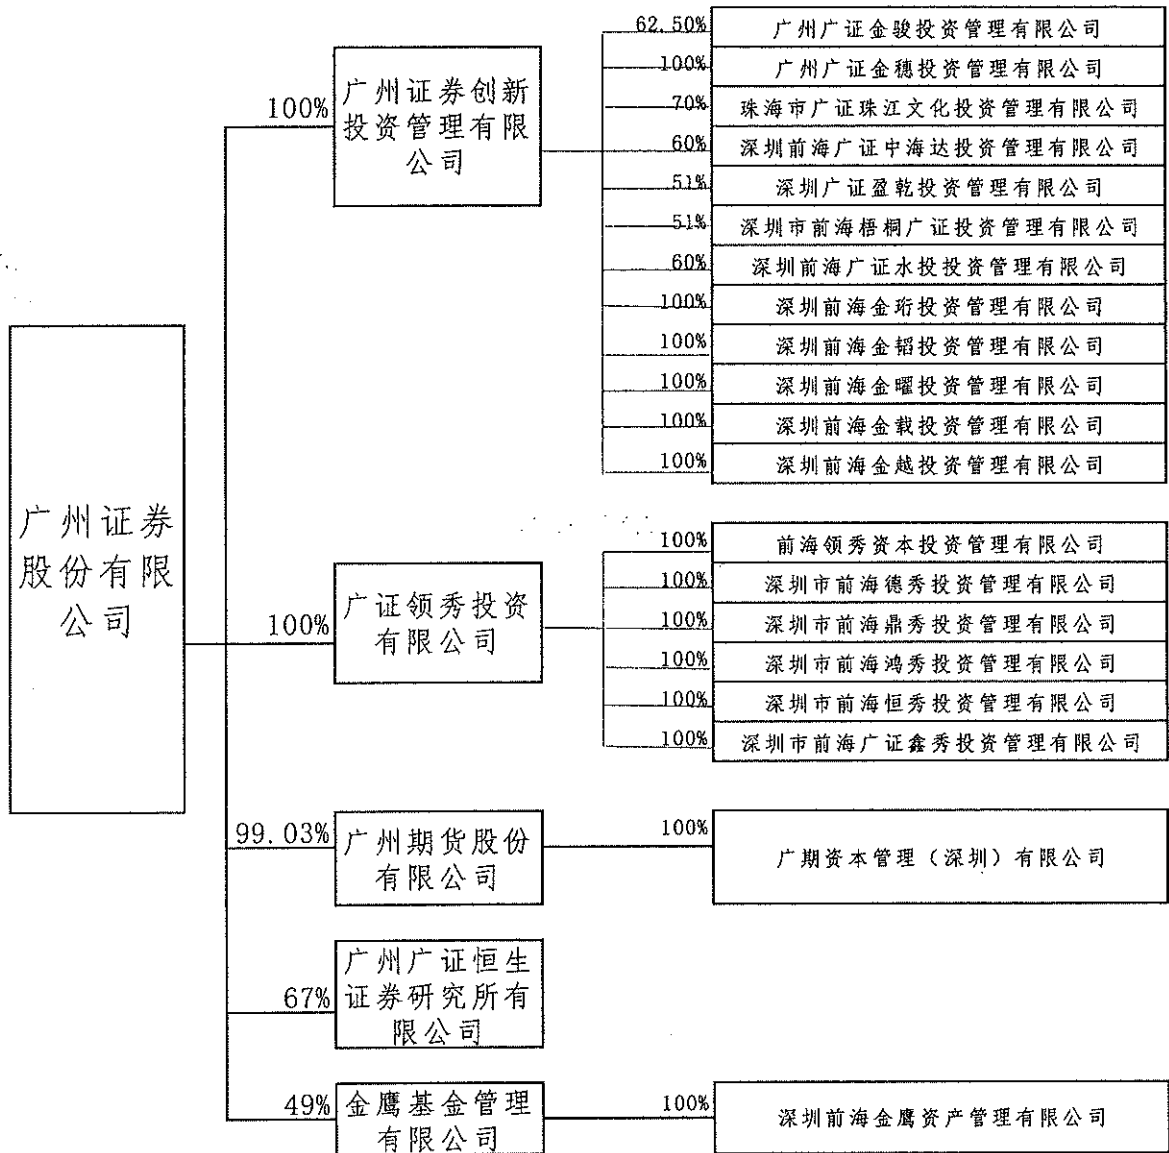 广州证券
股份有限
公司
100%
广州证券创新
投资管理有限
公司
62.50%
广州广证金骏投资管理有限公司
100%
广州广证金穗投资管理有限公司
70%
珠海市广证珠江文化投资管理有限公司
60%
深圳前海广证中海达投资管理有限公司
51%
深圳广证盈乾投资管理有限公司
51%
深圳市前海梧桐广证投资管理有限公司
60%
深圳前海广证水投投资管理有限公司
100%
深圳前海金珩投资管理有限公司
100%
深圳前海金韬投资管理有限公司
100%
深圳前海金曜投资管理有限公司
100%
深圳前海金载投资管理有限公司
100%
深圳前海金越投资管理有限公司
100%
广证领秀投资
有限公司
100%
前海领秀资本投资管理有限公司
100%
深圳市前海德秀投资管理有限公司
100%
深圳市前海鼎秀投资管理有限公司
100%
深圳市前海鸿秀投资管理有限公司
100%
深圳市前海恒秀投资管理有限公司
100%
深圳市前海广证鑫秀投资管理有限公司
99.03%
广州期货股份
有限公司
100%
广期资本管理（深圳）有限公司
67%
广州广证恒生
证券研究所有
限公司
49%
金鹰基金管理
有限公司
100%
深圳前海金鹰资产管理有限公司